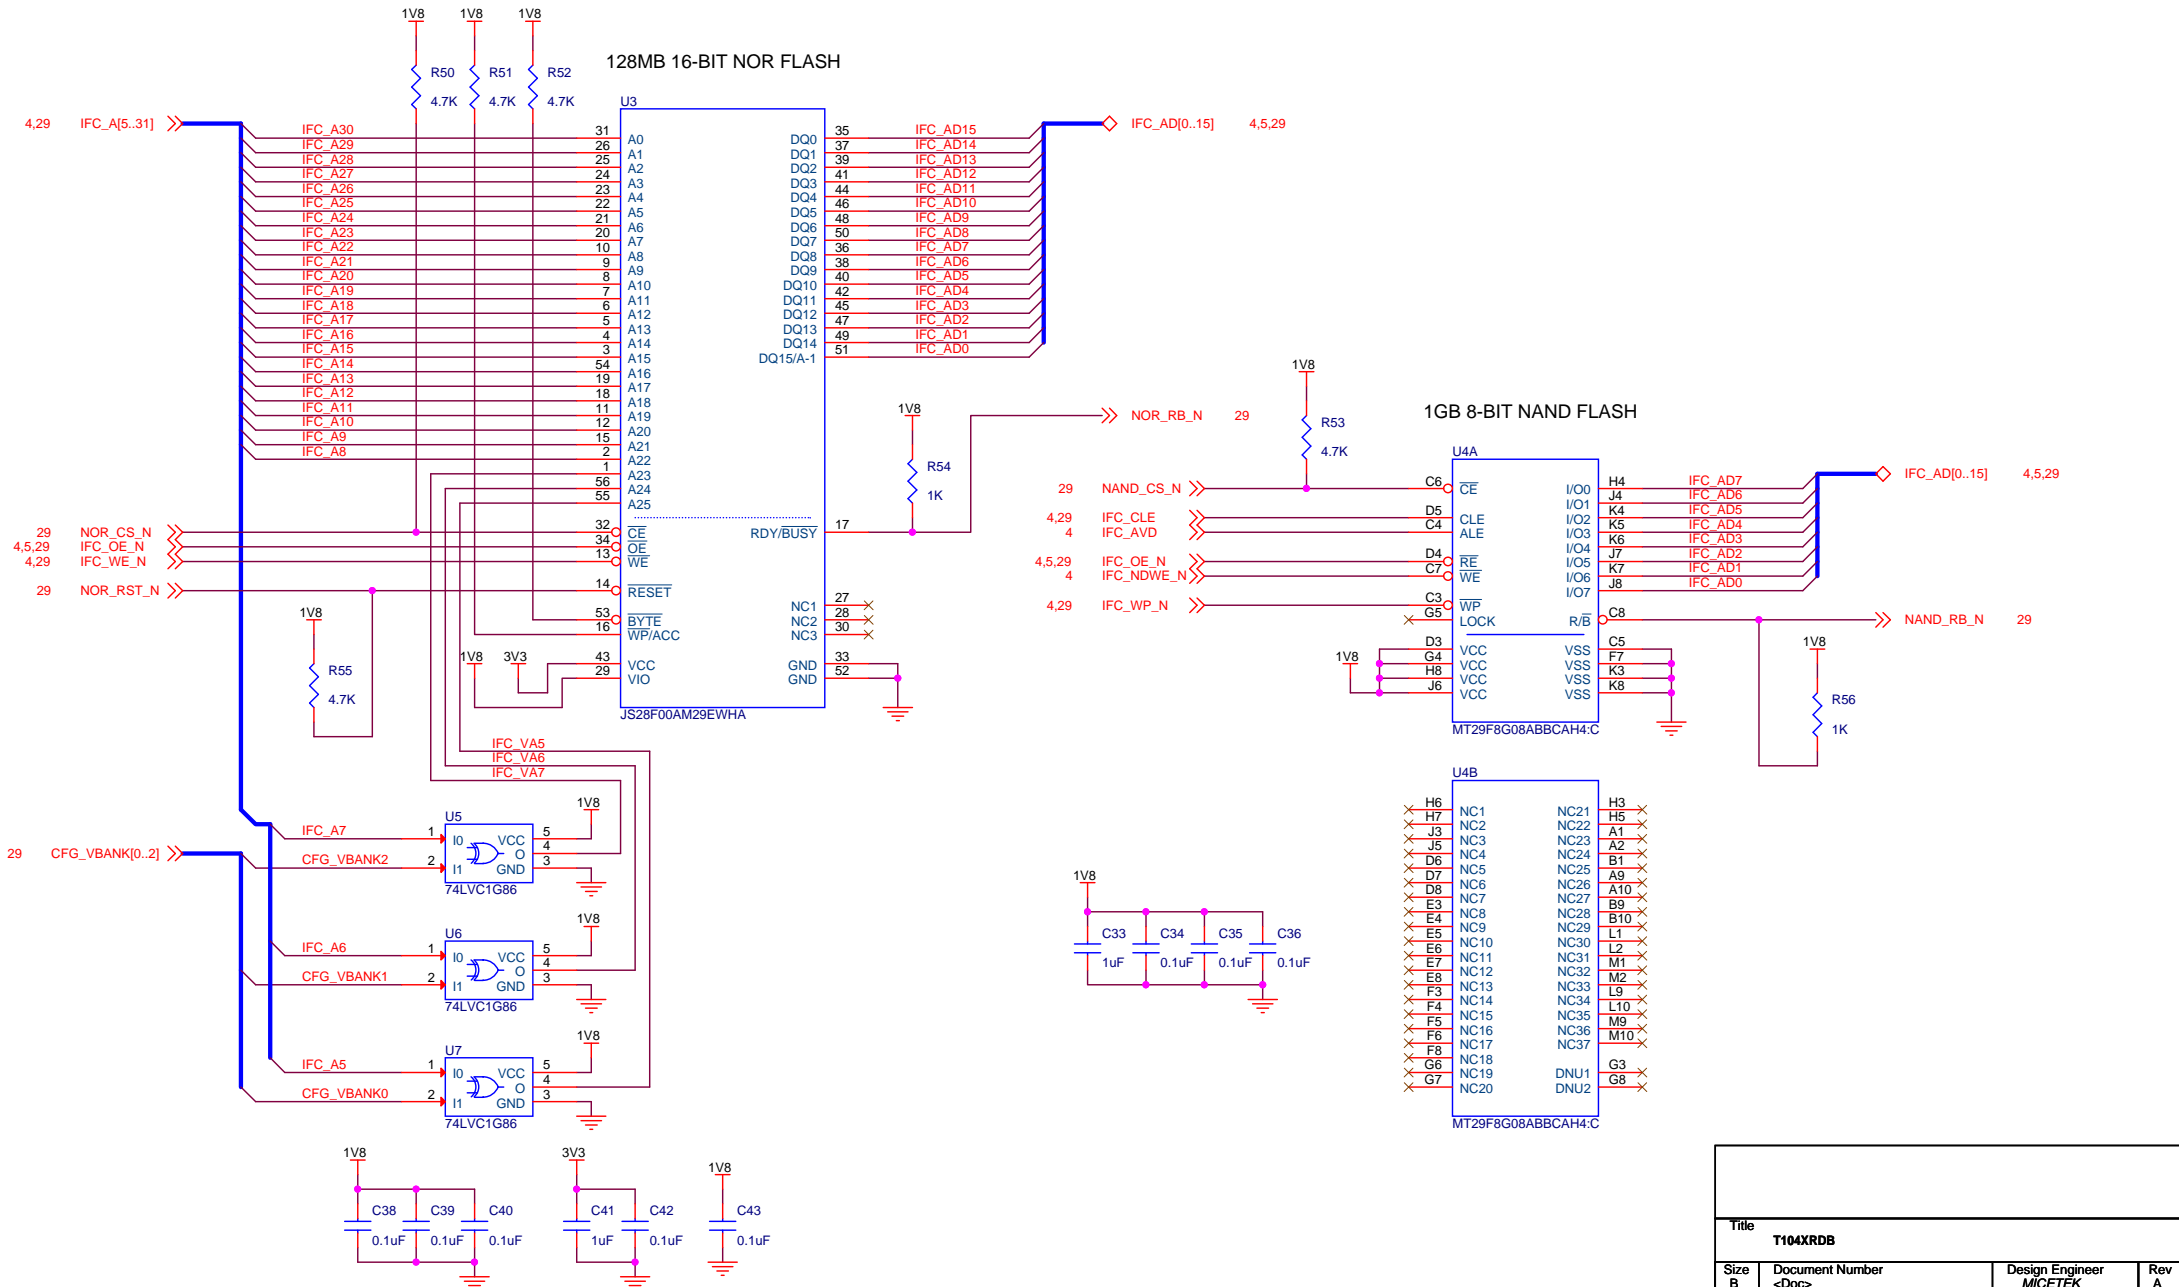 1V8 1V8 1V8
R50 R51 R52
4.7K 4.7K 4.7K
128MB 16-BIT NOR FLASH
U3
4,29 IFC_A[5..31]
IFC_A30 31 A0
IFC_A29 26 A1
IFC_A28 25 A2
IFC_A27 24 A3
IFC_A26 23 A4
IFC_A25 22 A5
IFC_A24 21 A6
IFC_A23 20 A7
IFC_A22 10 A8
IFC_A21 9 A9
IFC_A20 8 A10
IFC_A19 7 A11
IFC_A18 6 A12
IFC_A17 5 A13
IFC_A16 4 A14
IFC_A15 3 A15
IFC_A14 54 A16
IFC_A13 19 A17
IFC_A12 18 A18
IFC_A11 11 A19
IFC_A10 12 A20
IFC_A9 15 A21
IFC_A8 2 A22
1 A23
56 A24
55 A25
DQ0 35 IFC_AD15
DQ1 37 IFC_AD14
DQ2 39 IFC_AD13
DQ3 41 IFC_AD12
DQ4 44 IFC_AD11
DQ5 46 IFC_AD10
DQ6 48 IFC_AD9
DQ7 50 IFC_AD8
DQ8 36 IFC_AD7
DQ9 38 IFC_AD6
DQ10 40 IFC_AD5
DQ11 42 IFC_AD4
DQ12 45 IFC_AD3
DQ13 47 IFC_AD2
DQ14 49 IFC_AD1
DQ15/A-1 51 IFC_AD0
IFC_AD[0..15] 4,5,29
29 NOR_CS_N 32 CE
4,5,29 IFC_OE_N 34 OE
4,29 IFC_WE_N 13 WE
29 NOR_RST_N 14 RESET
53 BYTE
16 WP/ACC
1V8 3V3
43 VCC
29 VIO
RDY/BUSY 17
NC1 27
NC2 28
NC3 30
GND 33
GND 52
JS28F00AM29EWHA
1V8
R54
1K
NOR_RB_N 29
1V8
R55
4.7K
IFC_VA5
IFC_VA6
IFC_VA7
29 CFG_VBANK[0..2]
1V8
U5
IFC_A7 1 I0 VCC 5
O 4
CFG_VBANK2 2 I1 GND 3
74LVC1G86
1V8
U6
IFC_A6 1 I0 VCC 5
O 4
CFG_VBANK1 2 I1 GND 3
74LVC1G86
1V8
U7
IFC_A5 1 I0 VCC 5
O 4
CFG_VBANK0 2 I1 GND 3
74LVC1G86
1V8
C38 C39 C40
0.1uF 0.1uF 0.1uF
3V3
C41 C42
1uF 0.1uF
1V8
C43
0.1uF
1V8
C33 C34 C35 C36
1uF 0.1uF 0.1uF 0.1uF
1V8
R53
4.7K
1GB 8-BIT NAND FLASH
U4A
29 NAND_CS_N C6 CE
4,29 IFC_CLE D5 CLE
4 IFC_AVD C4 ALE
4,5,29 IFC_OE_N D4 RE
4 IFC_NDWE_N C7 WE
4,29 IFC_WP_N C3 WP
G5 LOCK
1V8
D3 VCC
G4 VCC
H8 VCC
J6 VCC
I/O0 H4 IFC_AD7
I/O1 J4 IFC_AD6
I/O2 K4 IFC_AD5
I/O3 K5 IFC_AD4
I/O4 K6 IFC_AD3
I/O5 J7 IFC_AD2
I/O6 K7 IFC_AD1
I/O7 J8 IFC_AD0
IFC_AD[0..15] 4,5,29
R/B C8
NAND_RB_N 29
VSS C5
VSS F7
VSS K3
VSS K8
MT29F8G08ABBCAH4:C
1V8
R56
1K
U4B
H6 NC1 NC21 H3
H7 NC2 NC22 H5
J3 NC3 NC23 A1
J5 NC4 NC24 A2
D6 NC5 NC25 B1
D7 NC6 NC26 A9
D8 NC7 NC27 A10
E3 NC8 NC28 B9
E4 NC9 NC29 B10
E5 NC10 NC30 L1
E6 NC11 NC31 L2
E7 NC12 NC32 M1
E8 NC13 NC33 M2
F3 NC14 NC34 L9
F4 NC15 NC35 L10
F5 NC16 NC36 M9
F6 NC17 NC37 M10
F8 NC18
G6 NC19 DNU1 G3
G7 NC20 DNU2 G8
MT29F8G08ABBCAH4:C
Title
T104XRDB
Size Document Number Design Engineer Rev
B <Doc> MICETEK A